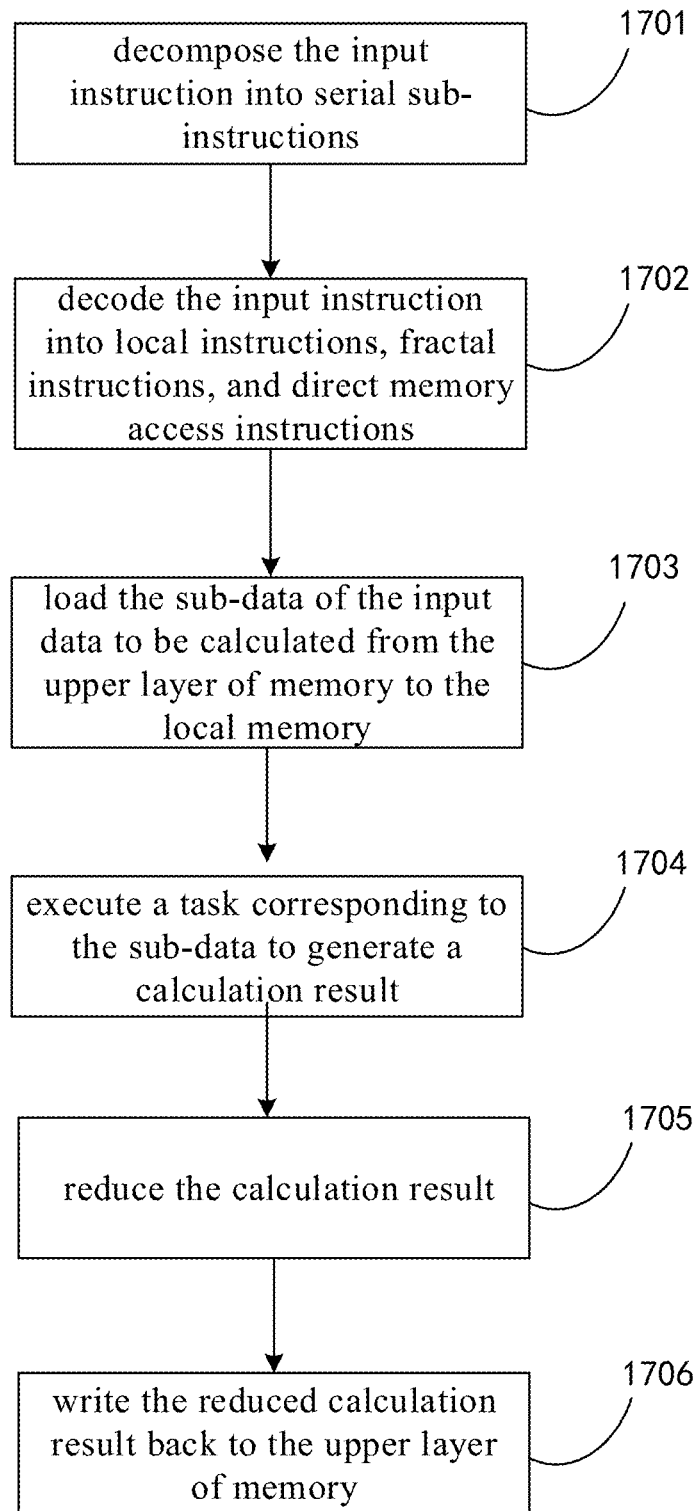 1701
decompose the input
instruction into serial sub-
instructions
1702
decode the input instruction
into local instructions, fractal
instructions, and direct memory
access instructions
1703
load the sub-data of the input
data to be calculated from the
upper layer of memory to the
local memory
1704
execute a task corresponding to
the sub-data to generate a
calculation result
1705
reduce the calculation result
1706
write the reduced calculation
result back to the upper layer
of memory